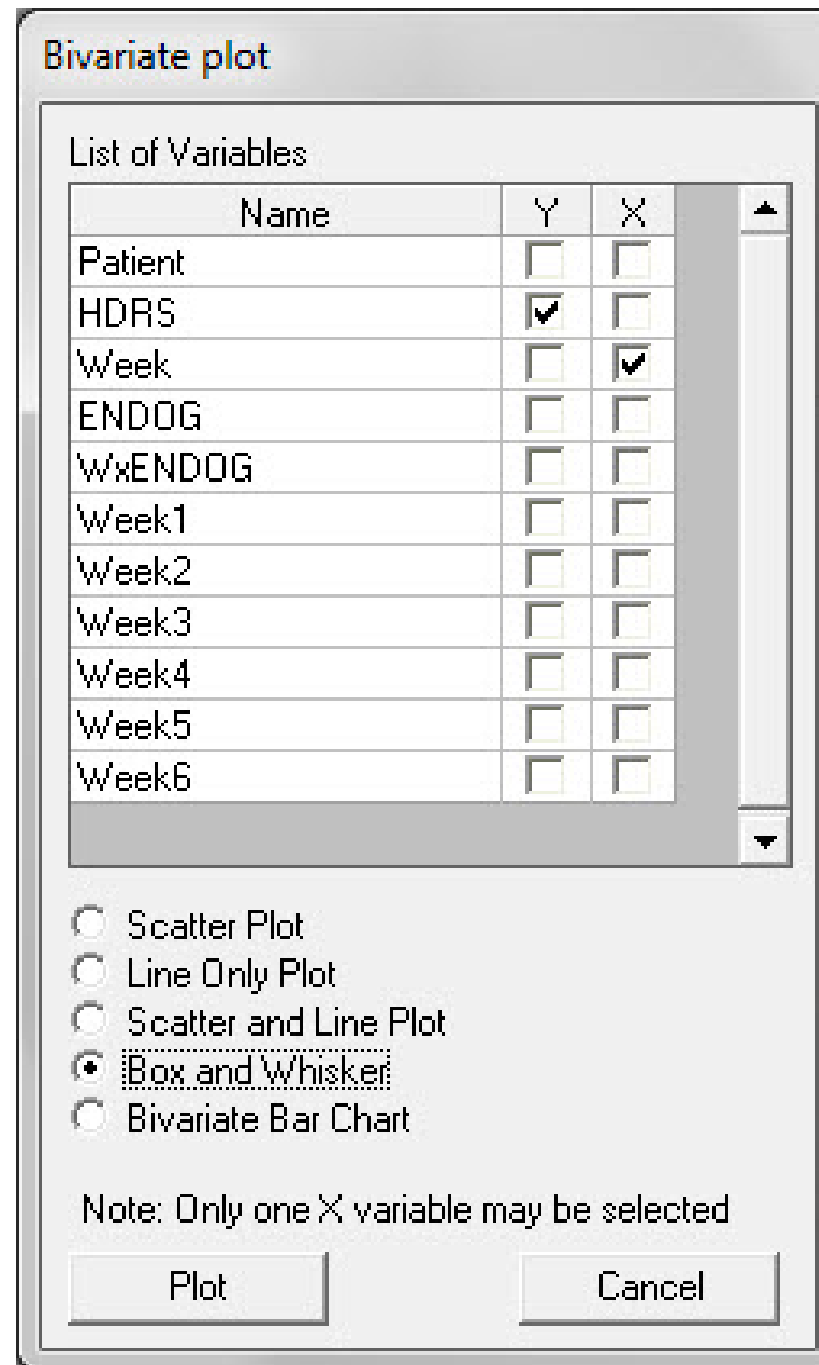 Bivariate plot
List of Variables
Name Y X
Patient
HDRS
Week
ENDOG
WxENDOG
Week1
Week2
Week3
Week4
Week5
Week6
Scatter Plot
Line Only Plot
Scatter and Line Plot
Box and Whisker
Bivariate Bar Chart
Note: Only one X variable may be selected
Plot Cancel